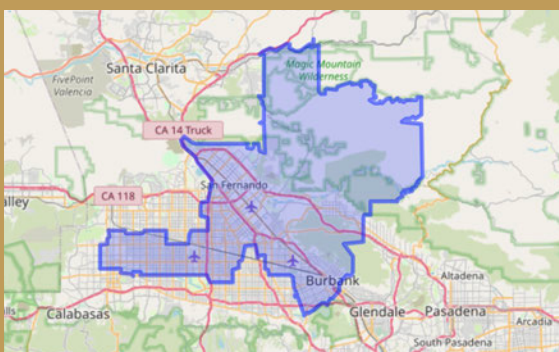 Santa Clarita
Magic Mountain
Wilderness
FivePoint
Valencia
CA 14 Truck
San Fernando
CA 118
alley
Burbank
Altadena
Calabasas
Glendale
Pasadena
Arcadia
South Pasadena